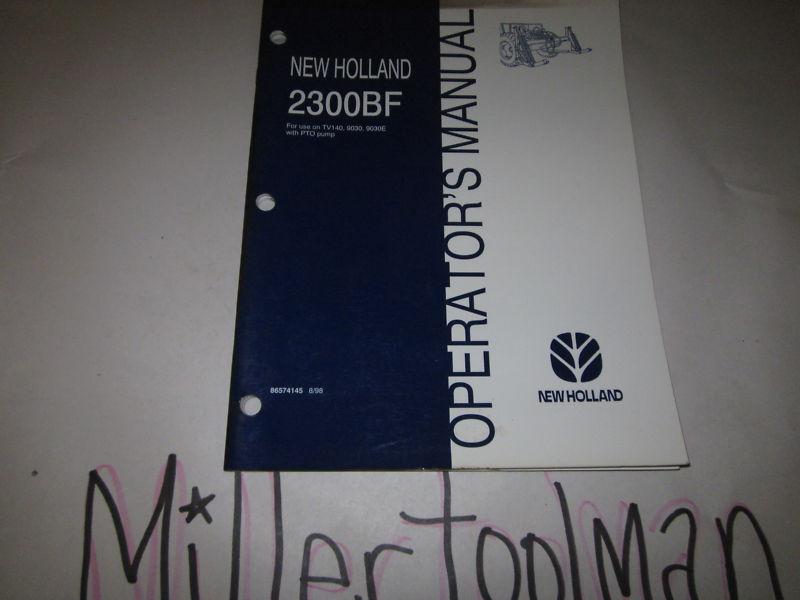 NEW HOLLAND
2300BF
For use on TV140, 9030, 9030E
with PTO pump
OPERATOR'S MANUAL
86574145 8/98
NEW HOLLAND
Millertoolman